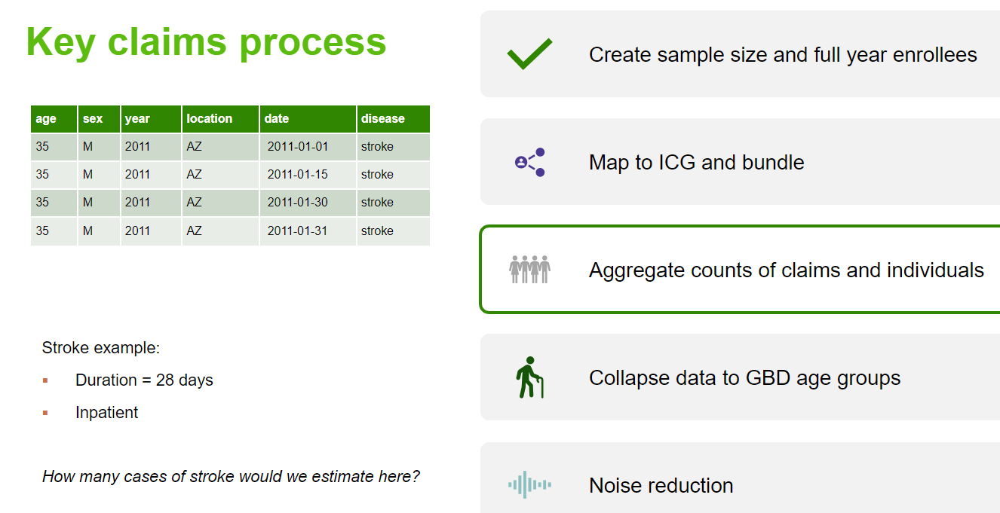 Key claims process
age sex year location date disease
35 M 2011 AZ 2011-01-01 stroke
35 M 2011 AZ 2011-01-15 stroke
35 M 2011 AZ 2011-01-30 stroke
35 M 2011 AZ 2011-01-31 stroke
Stroke example:
▪ Duration = 28 days
▪ Inpatient
How many cases of stroke would we estimate here?
Create sample size and full year enrollees
Map to ICG and bundle
Aggregate counts of claims and individuals
Collapse data to GBD age groups
Noise reduction